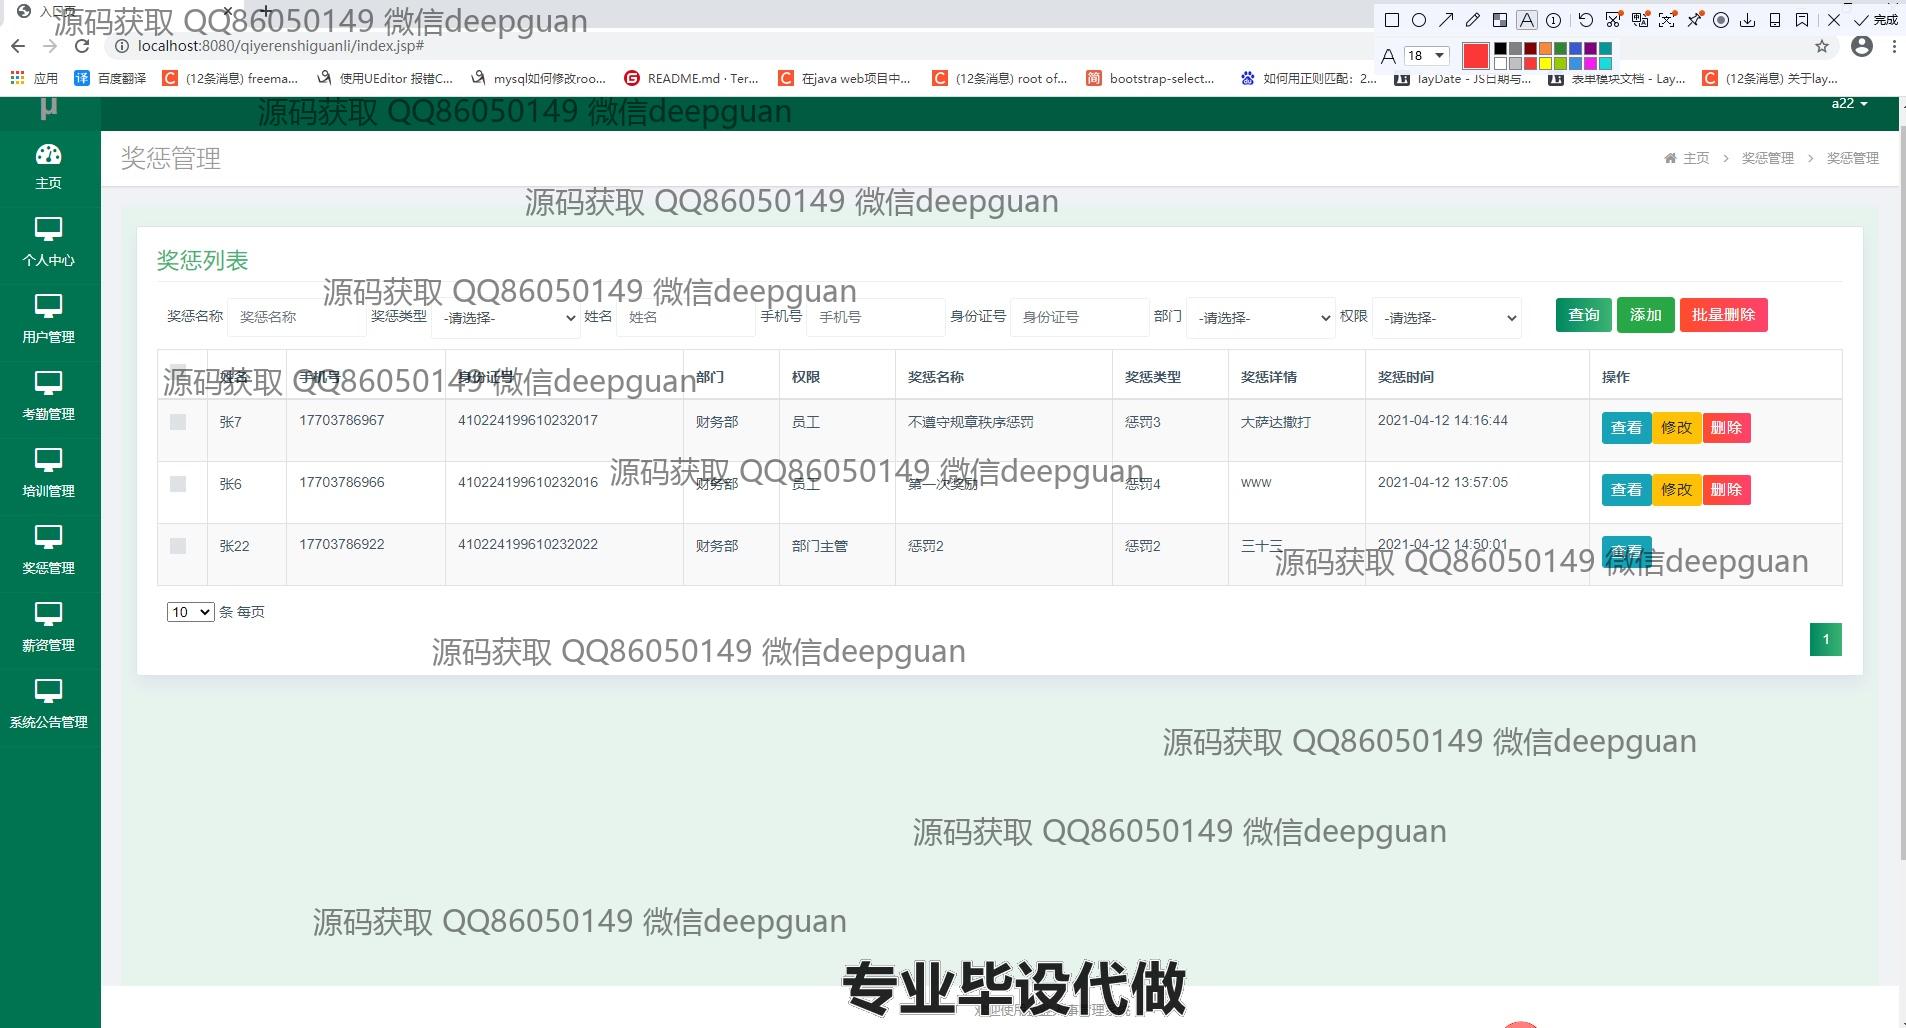 入口页
源码获取 QQ86050149 微信deepguan
完成
localhost:8080/qiyerenshiguanli/index.jsp#
A 18
应用 百度翻译 (12条消息) freema... 使用UEditor 报错C... mysql如何修改roo... README.md · Ter... 在java web项目中... (12条消息) root of... bootstrap-select... 如何用正则匹配：2... layDate - JS日期与... 表单模块文档 - Lay... (12条消息) 关于lay...
μ
源码获取 QQ86050149 微信deepguan
a22
主页
个人中心
用户管理
考勤管理
培训管理
奖惩管理
薪资管理
系统公告管理
奖惩管理
主页 > 奖惩管理 > 奖惩管理
源码获取 QQ86050149 微信deepguan
奖惩列表
源码获取 QQ86050149 微信deepguan
奖惩名称 奖惩名称 奖惩类型 -请选择- 姓名 姓名 手机号 手机号 身份证号 身份证号 部门 -请选择- 权限 -请选择- 查询 添加 批量删除
姓名 手机号 身份证号 部门 权限 奖惩名称 奖惩类型 奖惩详情 奖惩时间 操作
源码获取 QQ86050149 微信deepguan
张7 17703786967 410224199610232017 财务部 员工 不遵守规章秩序惩罚 惩罚3 大萨达撒打 2021-04-12 14:16:44 查看 修改 删除
源码获取 QQ86050149 微信deepguan
张6 17703786966 410224199610232016 财务部 员工 第一次奖励 惩罚4 www 2021-04-12 13:57:05 查看 修改 删除
张22 17703786922 410224199610232022 财务部 部门主管 惩罚2 惩罚2 三十三 2021-04-12 14:50:01 查看
源码获取 QQ86050149 微信deepguan
10 条 每页
1
源码获取 QQ86050149 微信deepguan
源码获取 QQ86050149 微信deepguan
源码获取 QQ86050149 微信deepguan
源码获取 QQ86050149 微信deepguan
专业毕设代做